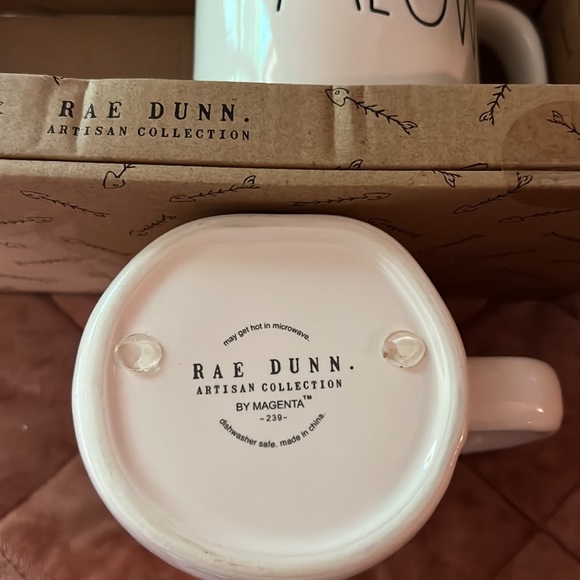 RAE DUNN.
ARTISAN COLLECTION
may get hot in microwave.
RAE DUNN.
ARTISAN COLLECTION
BY MAGENTA™
-239-
dishwasher safe. made in china.